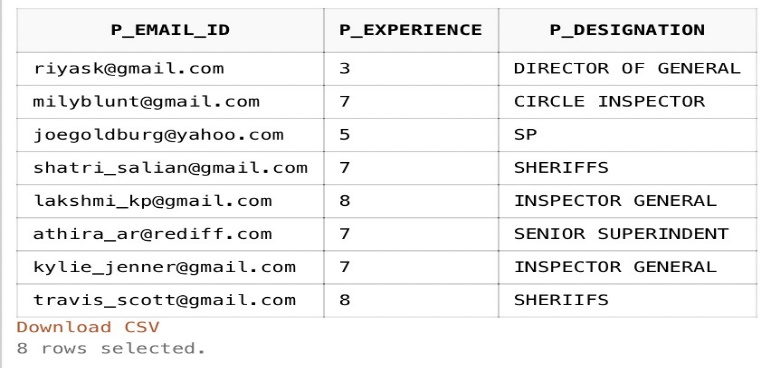 P_EMAIL_ID P_EXPERIENCE P_DESIGNATION
riyask@gmail.com 3 DIRECTOR OF GENERAL
milyblunt@gmail.com 7 CIRCLE INSPECTOR
joegoldburg@yahoo.com 5 SP
shatri_salian@gmail.com 7 SHERIFFS
lakshmi_kp@gmail.com 8 INSPECTOR GENERAL
athira_ar@rediff.com 7 SENIOR SUPERINDENT
kylie_jenner@gmail.com 7 INSPECTOR GENERAL
travis_scott@gmail.com 8 SHERIIFS
Download CSV
8 rows selected.